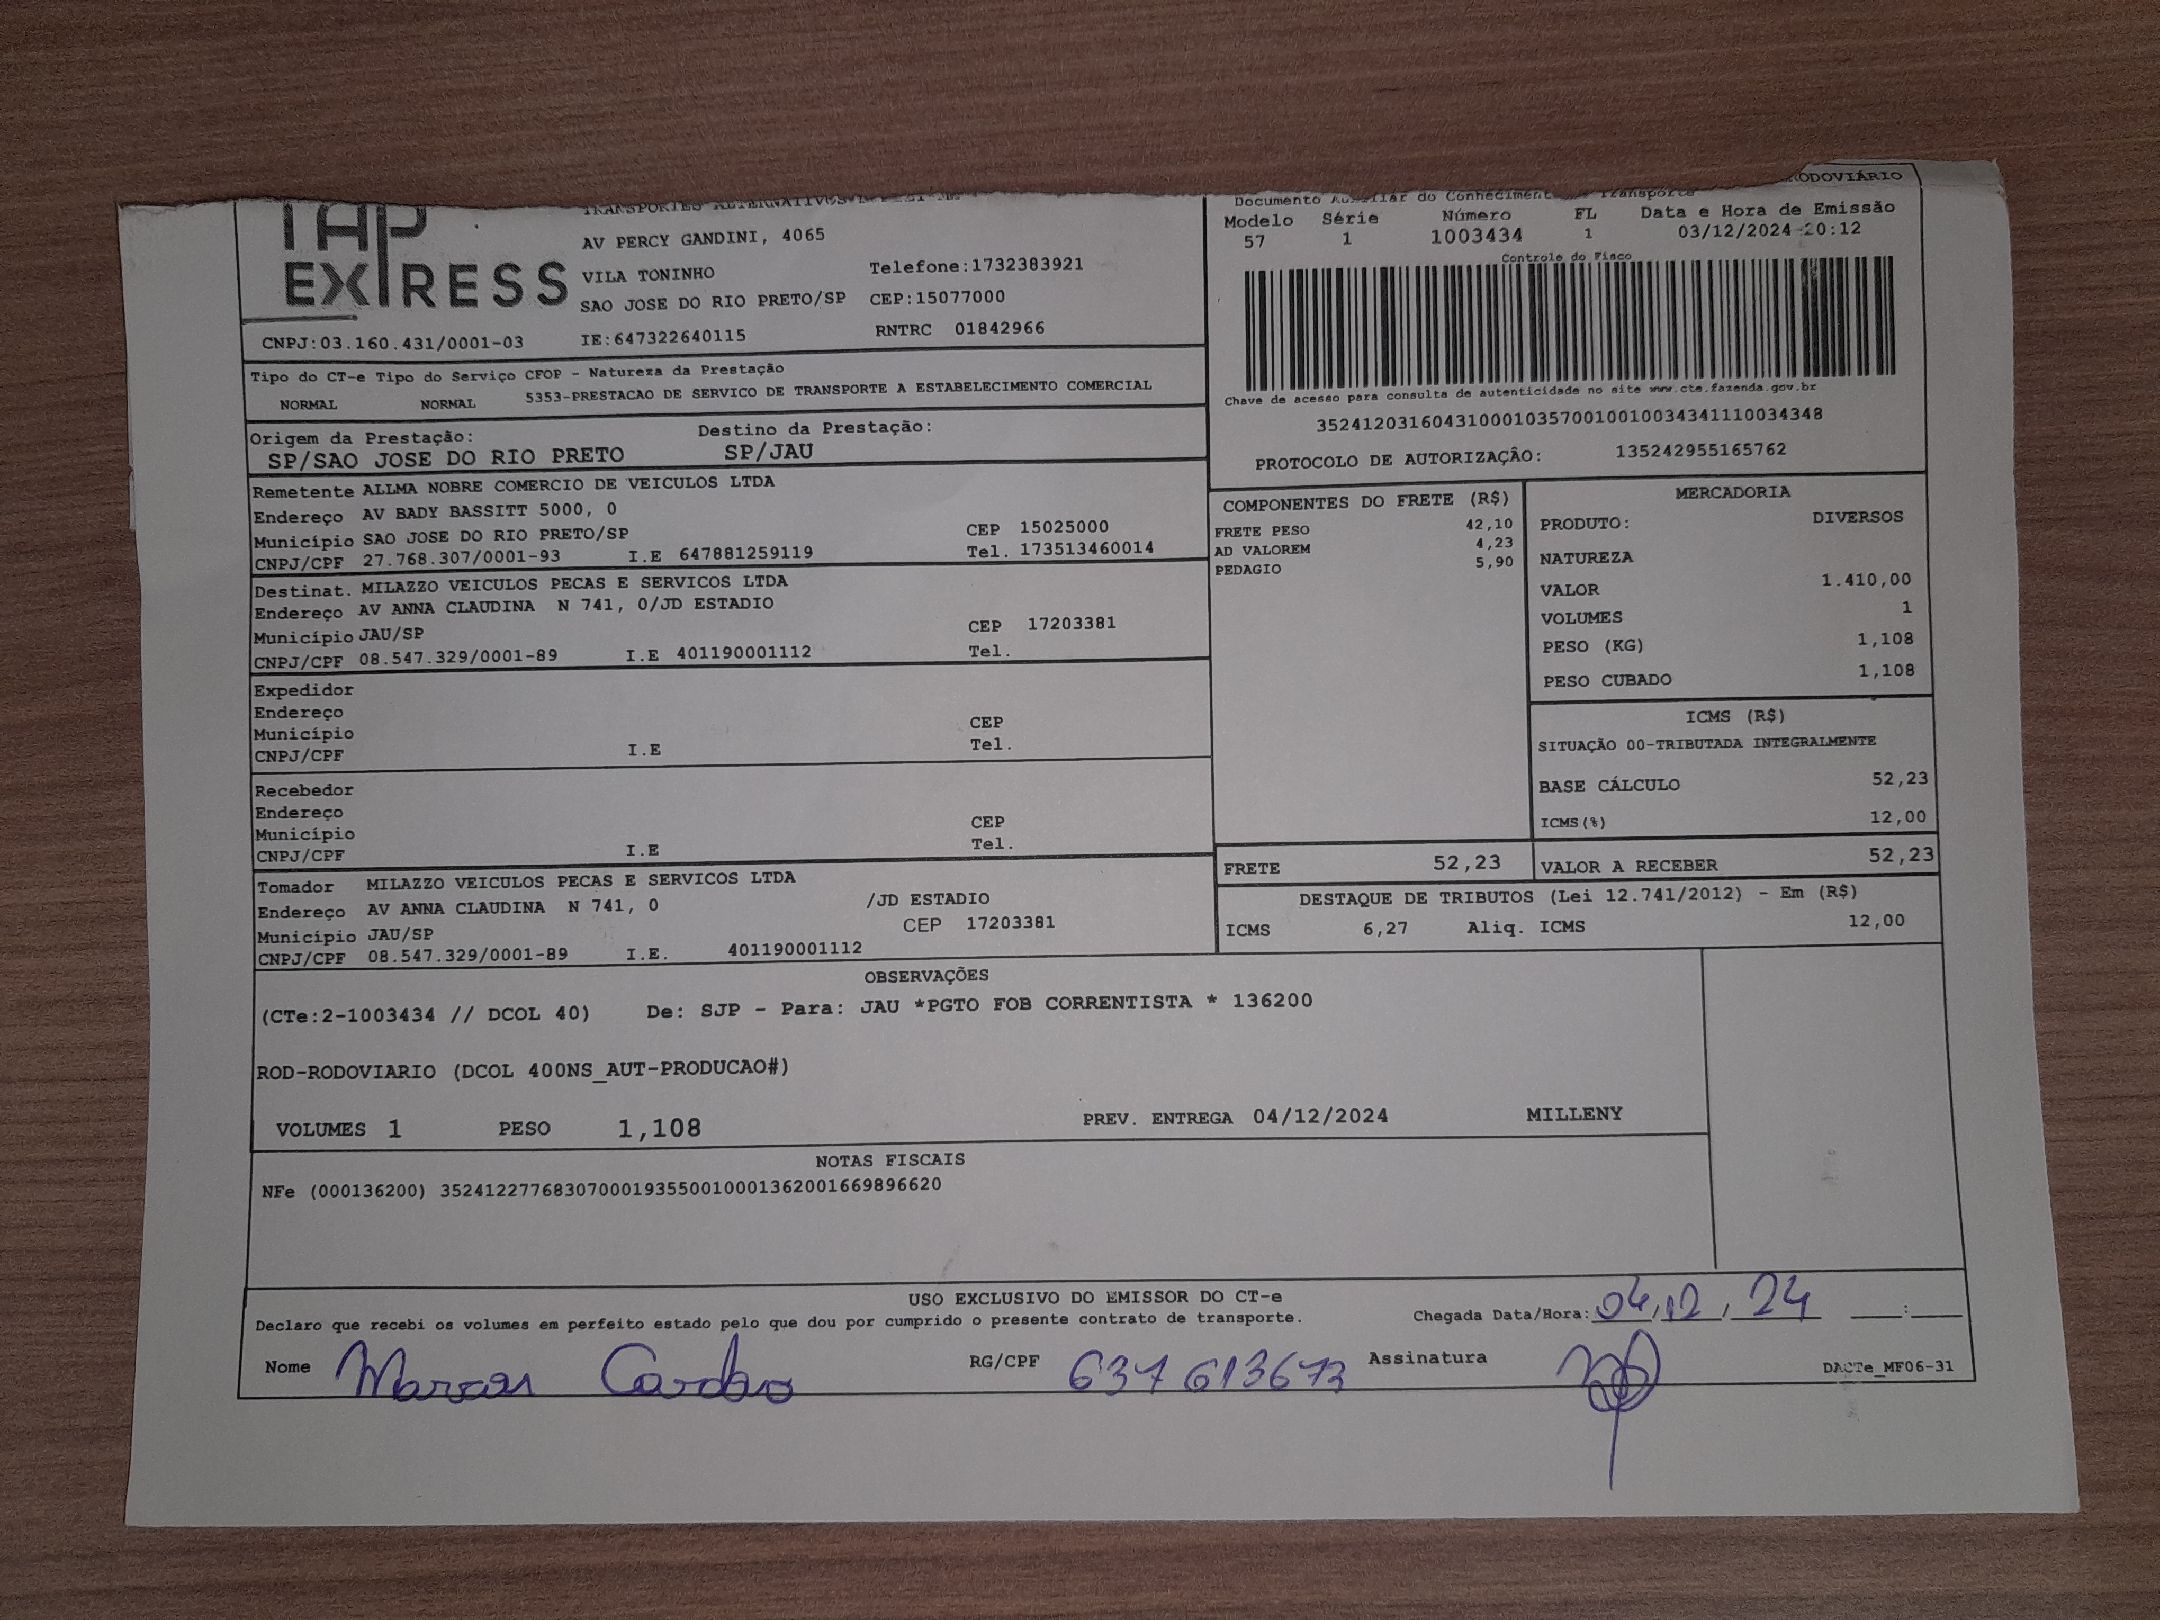 TAP
EXPRESS
TRANSPORTES ALTERNATIVOS
AV PERCY GANDINI, 4065
VILA TONINHO Telefone:1732383921
SAO JOSE DO RIO PRETO/SP CEP:15077000
CNPJ:03.160.431/0001-03 IE:647322640115 RNTRC 01842966
RODOVIÁRIO
Documento Auxiliar do Conhecimento Transporte
Modelo Série Número FL Data e Hora de Emissão
57 1 1003434 1 03/12/2024 20:12
Controle do Fisco
Chave de acesso para consulta de autenticidade no site www.cte.fazenda.gov.br
35241203160431000103570010010034341110034348
PROTOCOLO DE AUTORIZAÇÃO: 135242955165762
Tipo do CT-e Tipo do Serviço CFOP - Natureza da Prestação
NORMAL NORMAL 5353-PRESTACAO DE SERVICO DE TRANSPORTE A ESTABELECIMENTO COMERCIAL
Origem da Prestação: Destino da Prestação:
SP/SAO JOSE DO RIO PRETO SP/JAU
Remetente ALLMA NOBRE COMERCIO DE VEICULOS LTDA
Endereço AV BADY BASSITT 5000, 0
Município SAO JOSE DO RIO PRETO/SP CEP 15025000
CNPJ/CPF 27.768.307/0001-93 I.E 647881259119 Tel. 173513460014
Destinat. MILAZZO VEICULOS PECAS E SERVICOS LTDA
Endereço AV ANNA CLAUDINA N 741, 0/JD ESTADIO
Município JAU/SP CEP 17203381
CNPJ/CPF 08.547.329/0001-89 I.E 401190001112 Tel.
Expedidor
Endereço
Município CEP
CNPJ/CPF I.E Tel.
Recebedor
Endereço
Município CEP
CNPJ/CPF I.E Tel.
Tomador MILAZZO VEICULOS PECAS E SERVICOS LTDA
Endereço AV ANNA CLAUDINA N 741, 0 /JD ESTADIO
Município JAU/SP CEP 17203381
CNPJ/CPF 08.547.329/0001-89 I.E. 401190001112
COMPONENTES DO FRETE (R$)
FRETE PESO 42,10
AD VALOREM 4,23
PEDAGIO 5,90
MERCADORIA
PRODUTO: DIVERSOS
NATUREZA
VALOR 1.410,00
VOLUMES 1
PESO (KG) 1,108
PESO CUBADO 1,108
ICMS (R$)
SITUAÇÃO 00-TRIBUTADA INTEGRALMENTE
BASE CÁLCULO 52,23
ICMS(%) 12,00
FRETE 52,23 VALOR A RECEBER 52,23
DESTAQUE DE TRIBUTOS (Lei 12.741/2012) - Em (R$)
ICMS 6,27 Aliq. ICMS 12,00
OBSERVAÇÕES
(CTe:2-1003434 // DCOL 40) De: SJP - Para: JAU *PGTO FOB CORRENTISTA * 136200
ROD-RODOVIARIO (DCOL 400NS_AUT-PRODUCAO#)
VOLUMES 1 PESO 1,108 PREV. ENTREGA 04/12/2024 MILLENY
NOTAS FISCAIS
NFe (000136200) 35241227768307000193550010001362001669896620
USO EXCLUSIVO DO EMISSOR DO CT-e
Declaro que recebi os volumes em perfeito estado pelo que dou por cumprido o presente contrato de transporte. Chegada Data/Hora: 04/12/24 __:__
Nome Marcos Cardoso RG/CPF 637613673 Assinatura DACTe_MF06-31